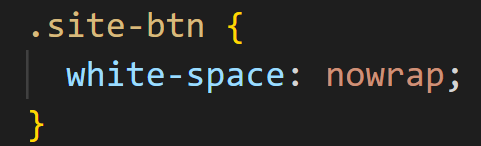 .site-btn {
  white-space: nowrap;
}